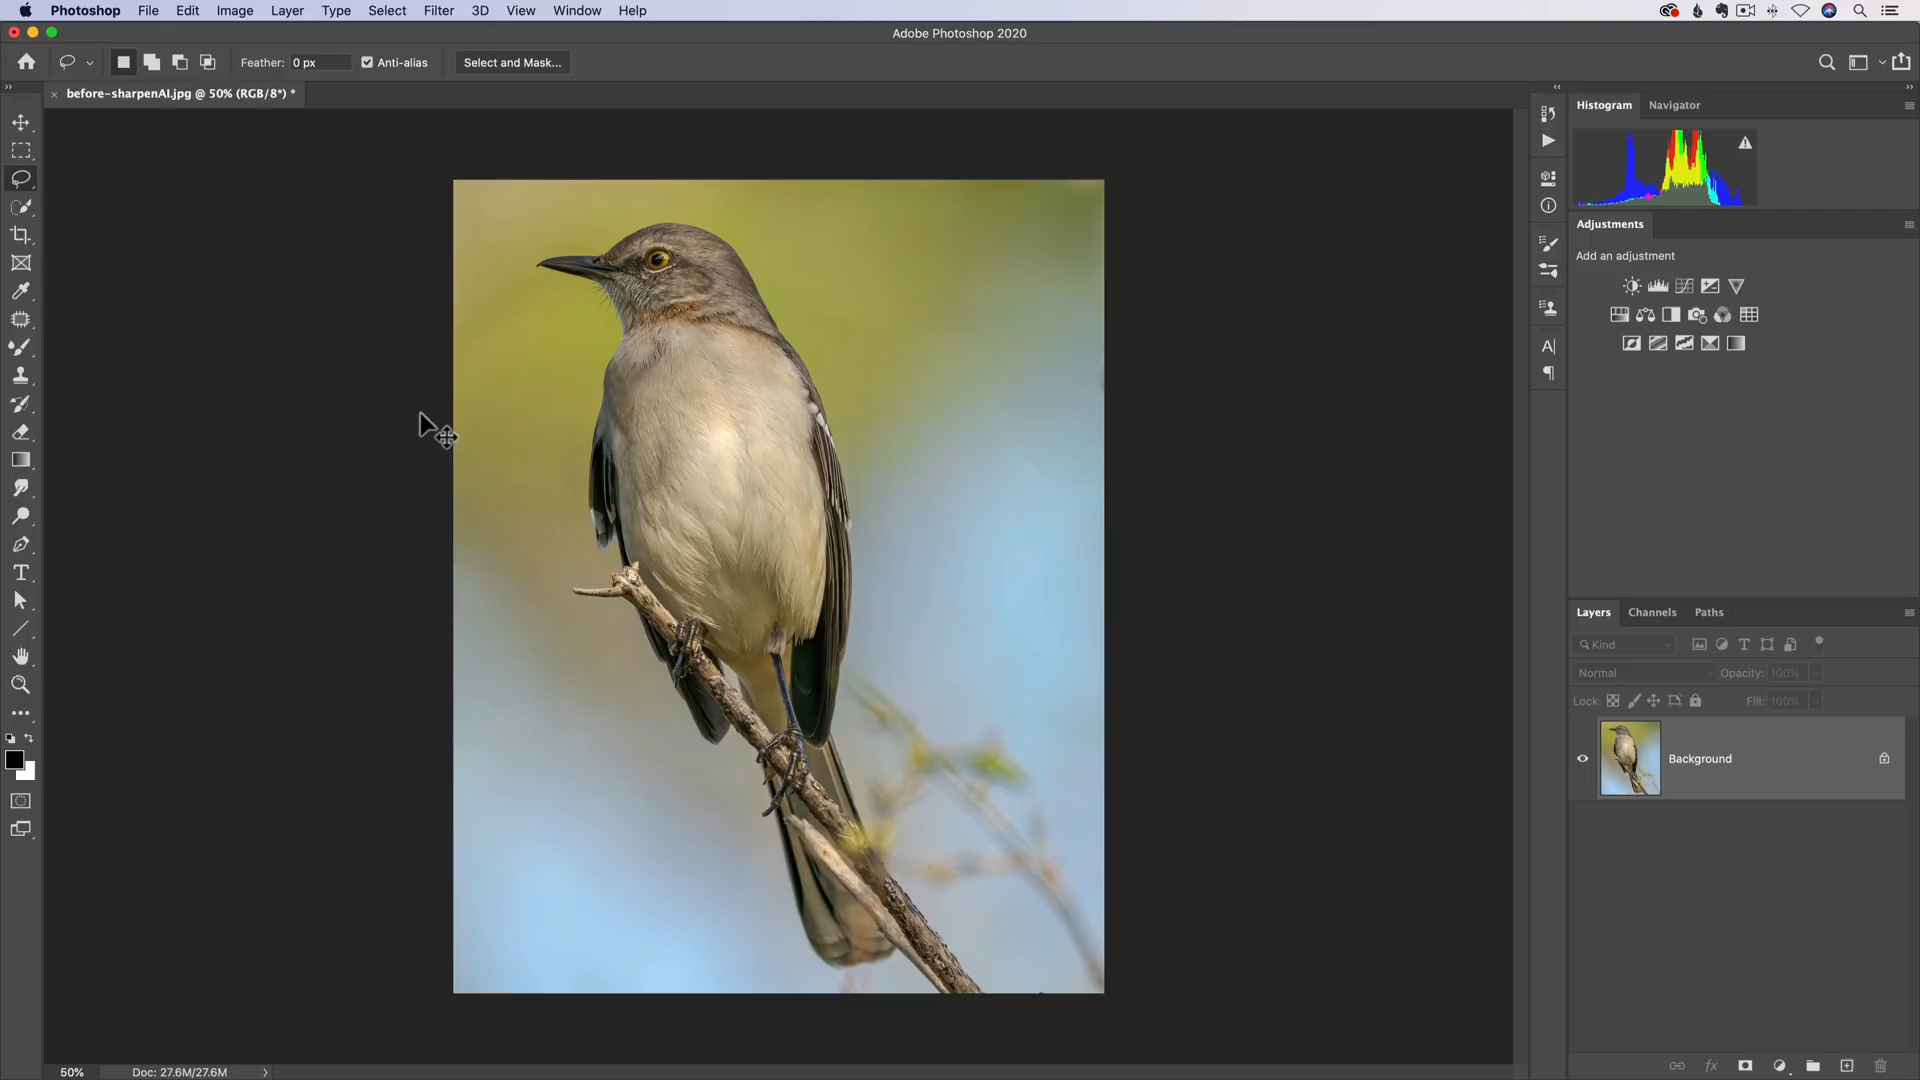 Photoshop File Edit Image Layer Type Select Filter 3D View Window Help
Adobe Photoshop 2020
Feather: 0 px Anti-alias Select and Mask...
× before-sharpenAI.jpg @ 50% (RGB/8*) *
Histogram Navigator
Adjustments
Add an adjustment
Layers Channels Paths
Kind
Normal Opacity: 100%
Lock: Fill: 100%
Background
50% Doc: 27.6M/27.6M